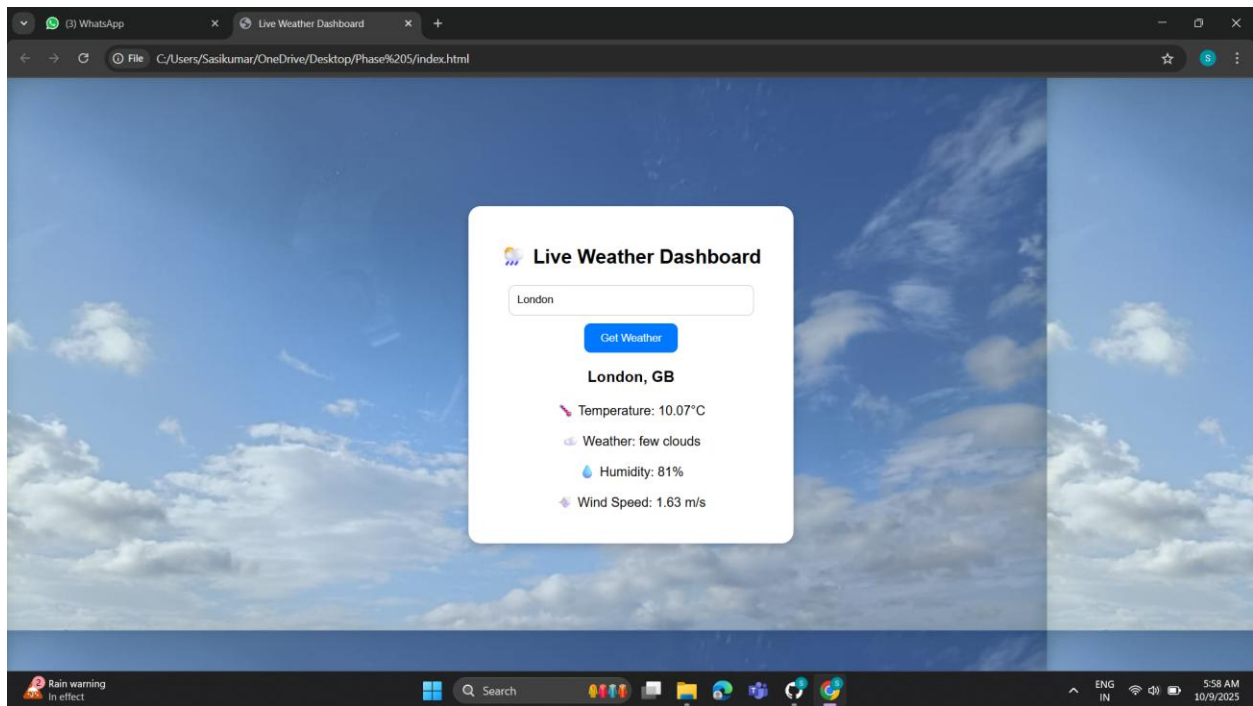 (3) WhatsApp
Live Weather Dashboard
File C:/Users/Sasikumar/OneDrive/Desktop/Phase%205/index.html
S
Live Weather Dashboard
London
Get Weather
London, GB
Temperature: 10.07°C
Weather: few clouds
Humidity: 81%
Wind Speed: 1.63 m/s
2
Rain warning
In effect
Search
ENG
IN
5:58 AM
10/9/2025